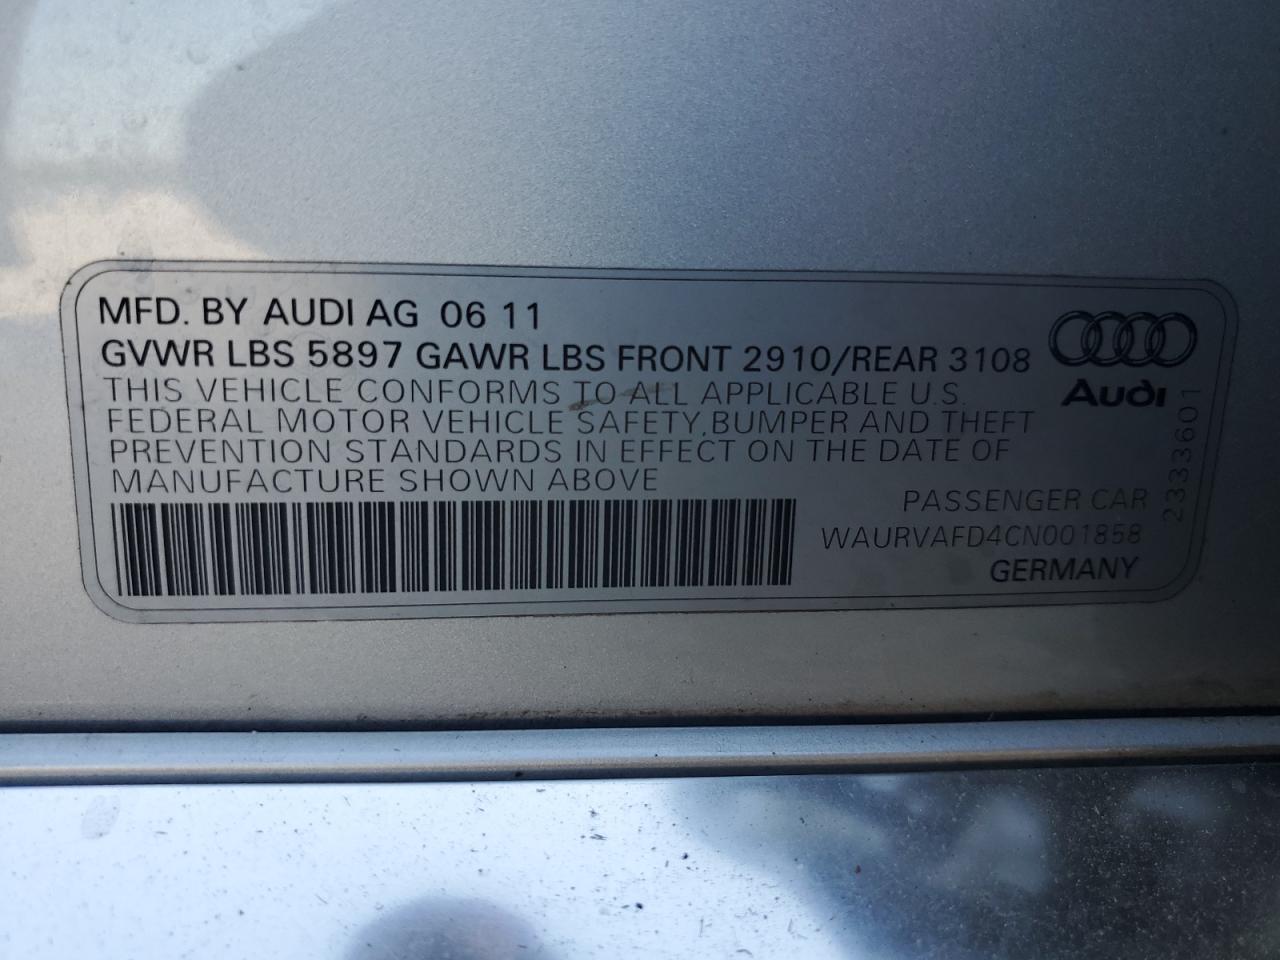 MFD. BY AUDI AG 06 11
GVWR LBS 5897 GAWR LBS FRONT 2910/REAR 3108
THIS VEHICLE CONFORMS TO ALL APPLICABLE U.S.
FEDERAL MOTOR VEHICLE SAFETY, BUMPER AND THEFT
PREVENTION STANDARDS IN EFFECT ON THE DATE OF
MANUFACTURE SHOWN ABOVE
Audi
2333601
PASSENGER CAR
WAURVAFD4CN001858
GERMANY